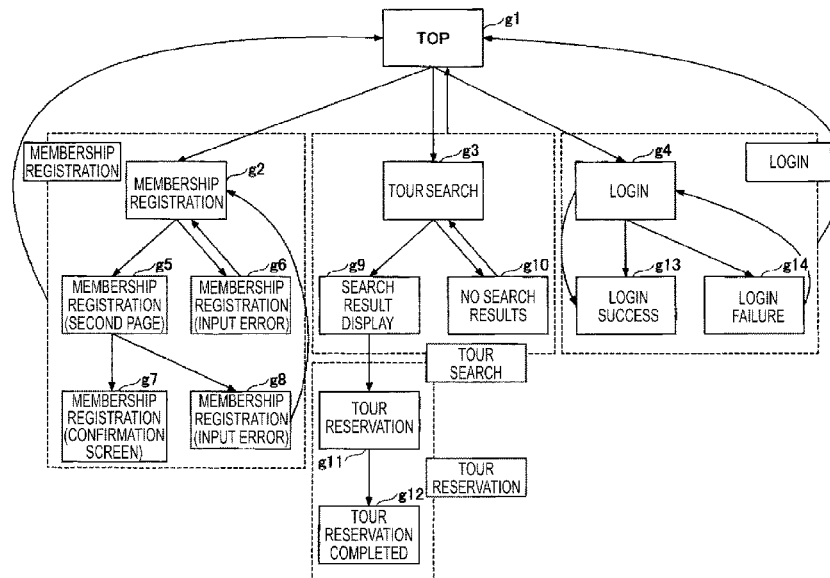 g1
TOP
MEMBERSHIP
REGISTRATION
g2
MEMBERSHIP
REGISTRATION
g3
TOUR SEARCH
g4
LOGIN
LOGIN
g5
MEMBERSHIP
REGISTRATION
(SECOND PAGE)
g6
MEMBERSHIP
REGISTRATION
(INPUT ERROR)
g9
SEARCH
RESULT
DISPLAY
g10
NO SEARCH
RESULTS
g13
LOGIN
SUCCESS
g14
LOGIN
FAILURE
TOUR
SEARCH
g7
MEMBERSHIP
REGISTRATION
(CONFIRMATION
SCREEN)
g8
MEMBERSHIP
REGISTRATION
(INPUT ERROR)
TOUR
RESERVATION
g11
TOUR
RESERVATION
g12
TOUR
RESERVATION
COMPLETED